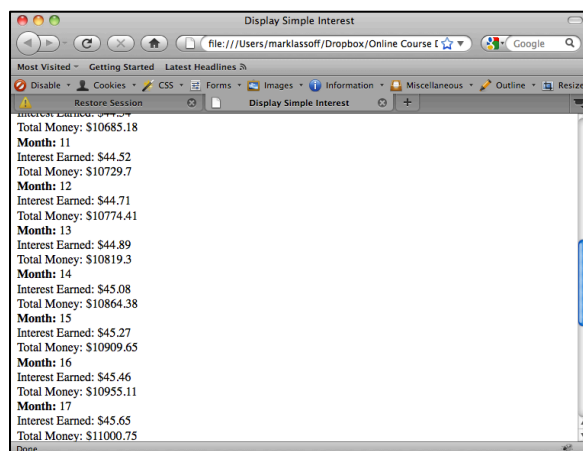 Display Simple Interest
file:///Users/marklassoff/Dropbox/Online Course D
Google
Most Visited
Getting Started
Latest Headlines
Disable
Cookies
CSS
Forms
Images
Information
Miscellaneous
Outline
Resize
Restore Session
Display Simple Interest
Interest Earned: $44.34
Total Money: $10685.18
Month: 11
Interest Earned: $44.52
Total Money: $10729.7
Month: 12
Interest Earned: $44.71
Total Money: $10774.41
Month: 13
Interest Earned: $44.89
Total Money: $10819.3
Month: 14
Interest Earned: $45.08
Total Money: $10864.38
Month: 15
Interest Earned: $45.27
Total Money: $10909.65
Month: 16
Interest Earned: $45.46
Total Money: $10955.11
Month: 17
Interest Earned: $45.65
Total Money: $11000.75
Done